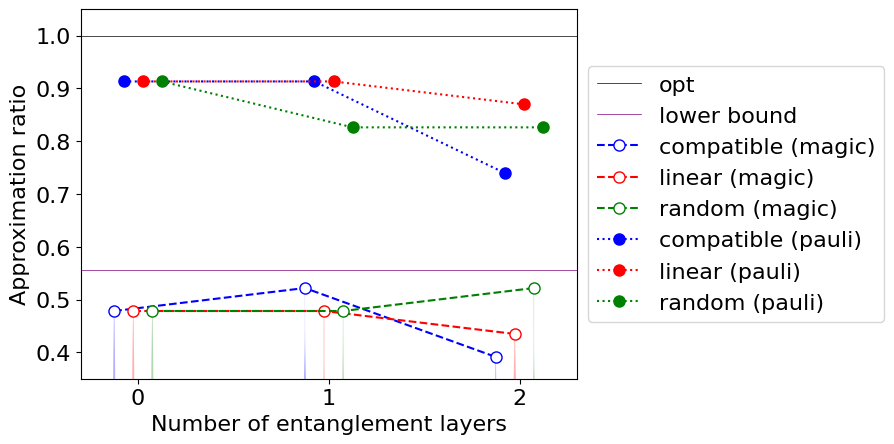 1.0
0.9
0.8
0.7
0.6
0.5
0.4
Approximation ratio
0
1
2
Number of entanglement layers
opt
lower bound
compatible (magic)
linear (magic)
random (magic)
compatible (pauli)
linear (pauli)
random (pauli)